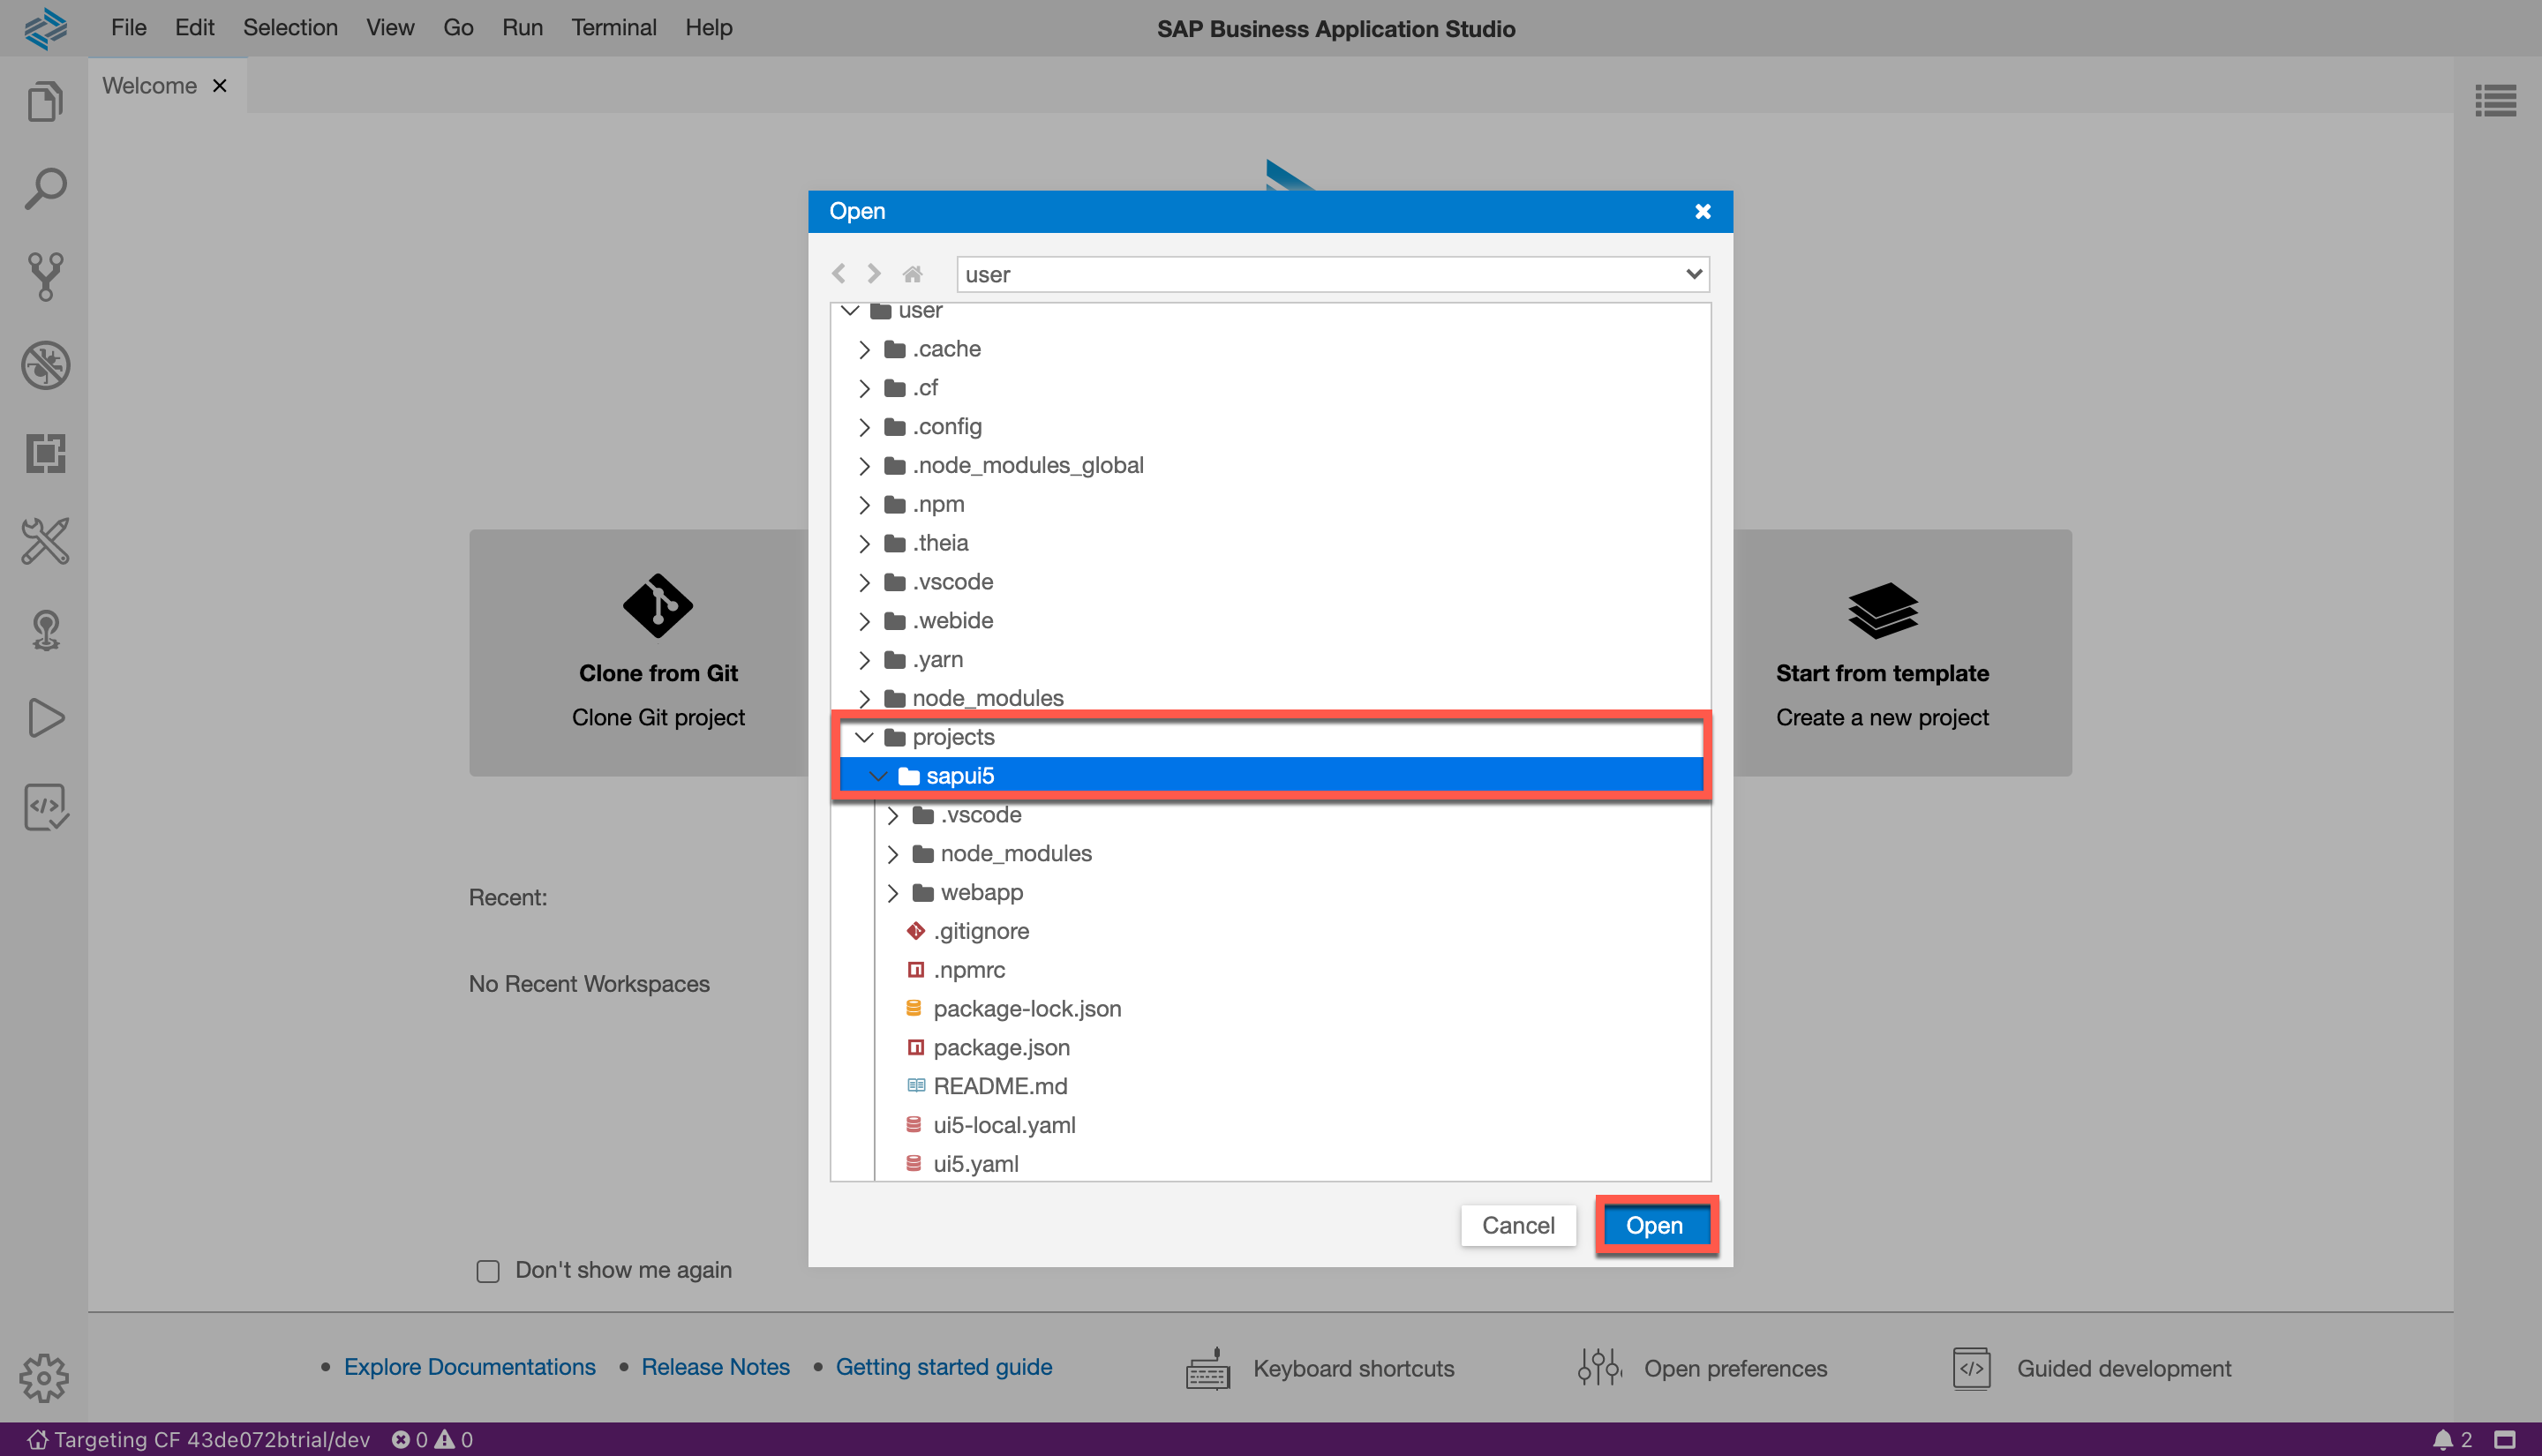 File Edit Selection View Go Run Terminal Help
SAP Business Application Studio
Welcome
Open
user
user
.cache
.cf
.config
.node_modules_global
.npm
.theia
.vscode
.webide
.yarn
node_modules
projects
sapui5
.vscode
node_modules
webapp
.gitignore
.npmrc
package-lock.json
package.json
README.md
ui5-local.yaml
ui5.yaml
Cancel Open
Clone from Git
Clone Git project
Start from template
Create a new project
Recent:
No Recent Workspaces
Don't show me again
• Explore Documentations • Release Notes • Getting started guide
Keyboard shortcuts
Open preferences
Guided development
Targeting CF 43de072btrial/dev 0 0
2